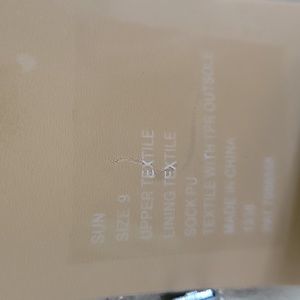 SUN
SIZE 9
UPPER TEXTILE
LINING TEXTILE
SOCK PU
TEXTILE WITH TPR OUTSOLE
MADE IN CHINA